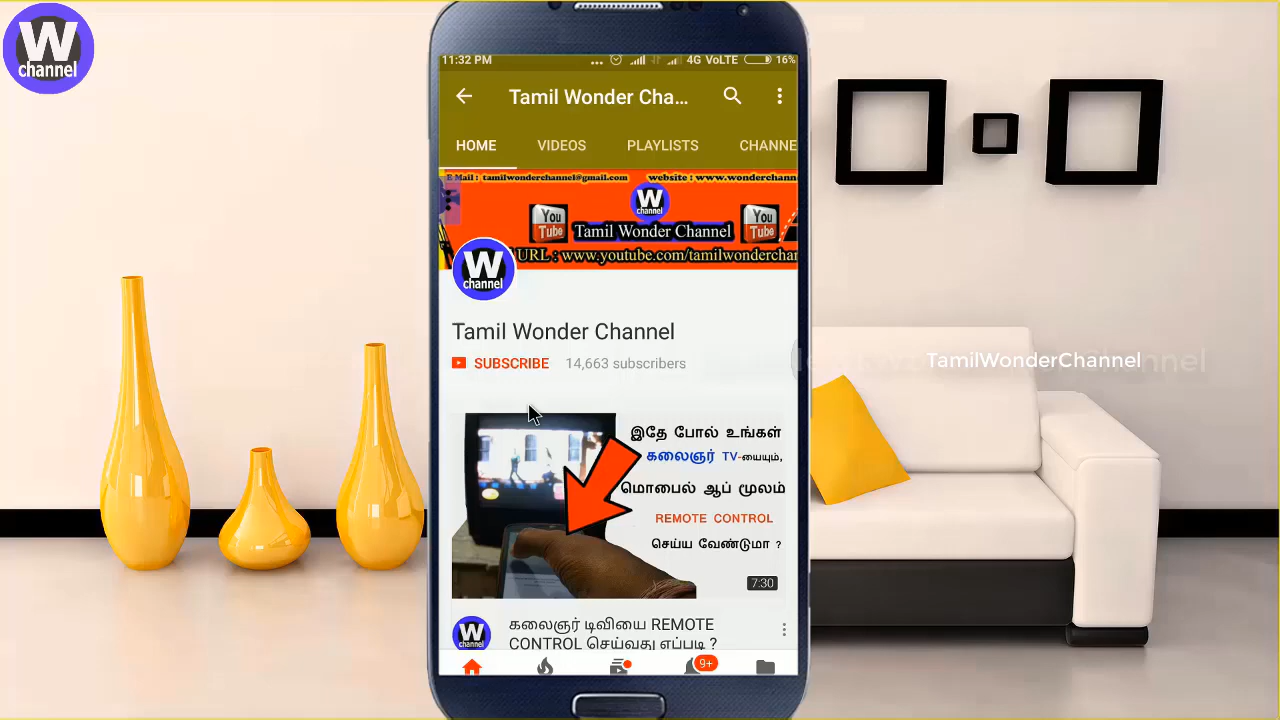 W
channel
11:32 PM
4G VoLTE 16%
Tamil Wonder Cha...
HOME VIDEOS PLAYLISTS CHANNE
E-Mail : tamilwonderchannel@gmail.com website : www.wonderchann
W
channel
You
Tube
You
Tube
Tamil Wonder Channel
URL : www.youtube.com/tamilwonderchan
W
channel
Tamil Wonder Channel
SUBSCRIBE 14,663 subscribers
TamilWonderChannel
இதே போல் உங்கள்
கலைஞர் TV-யையும்,
மொபைல் ஆப் மூலம்
REMOTE CONTROL
செய்ய வேண்டுமா ?
7:30
W
channel
கலைஞர் டிவியை REMOTE
CONTROL செய்வது எப்படி ?
9+